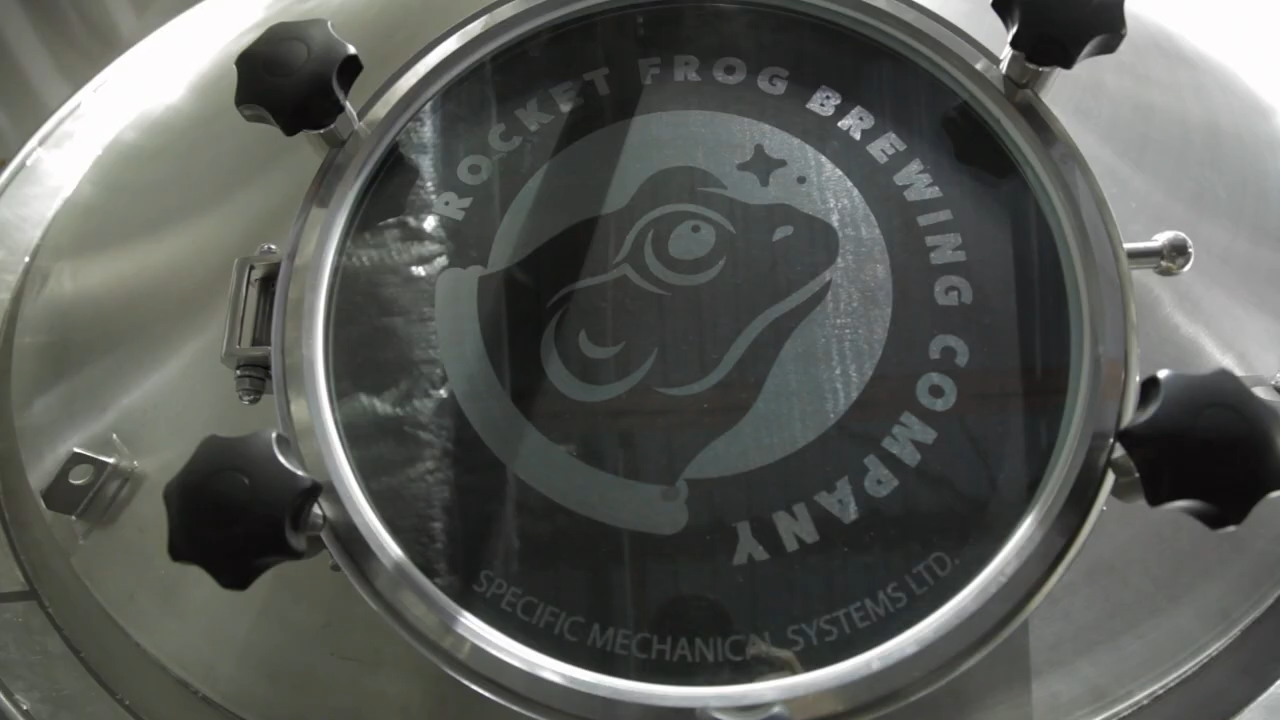 ROCKET FROG BREWING COMPANY
SPECIFIC MECHANICAL SYSTEMS LTD.